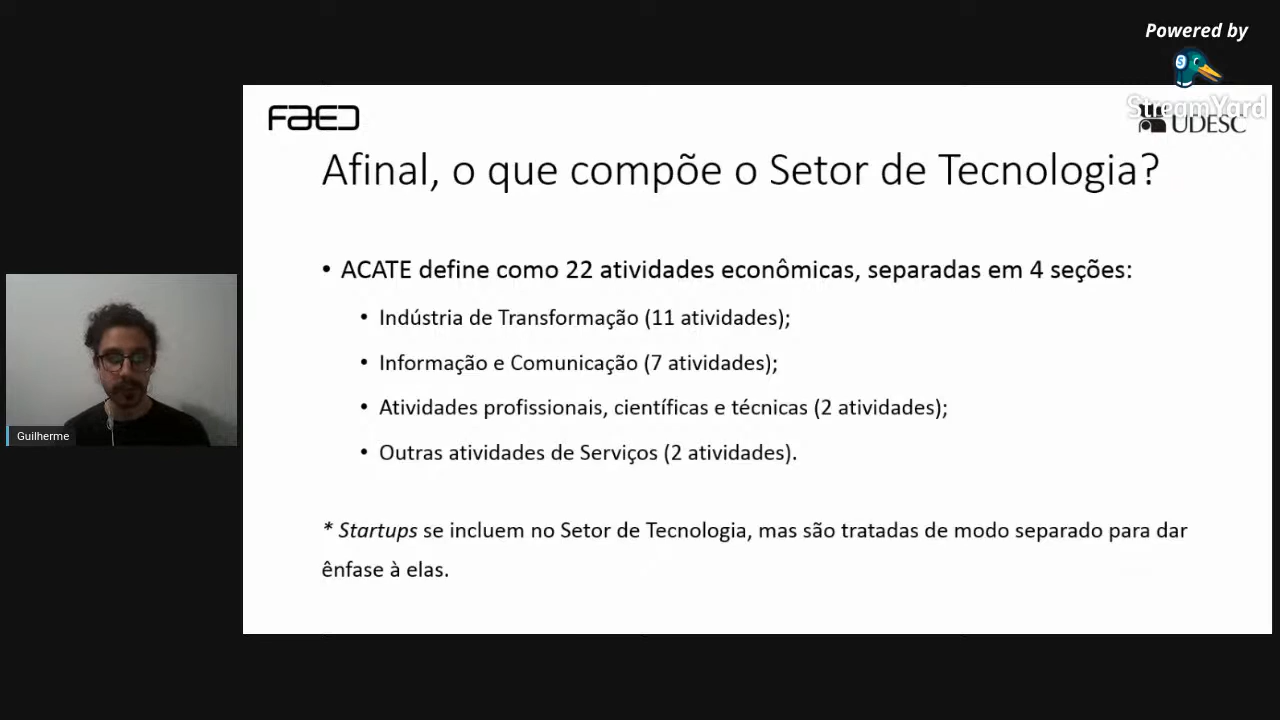 Powered by
StreamYard
FAED
UDESC
Afinal, o que compõe o Setor de Tecnologia?
• ACATE define como 22 atividades econômicas, separadas em 4 seções:
• Indústria de Transformação (11 atividades);
• Informação e Comunicação (7 atividades);
• Atividades profissionais, científicas e técnicas (2 atividades);
• Outras atividades de Serviços (2 atividades).
* Startups se incluem no Setor de Tecnologia, mas são tratadas de modo separado para dar
ênfase à elas.
Guilherme